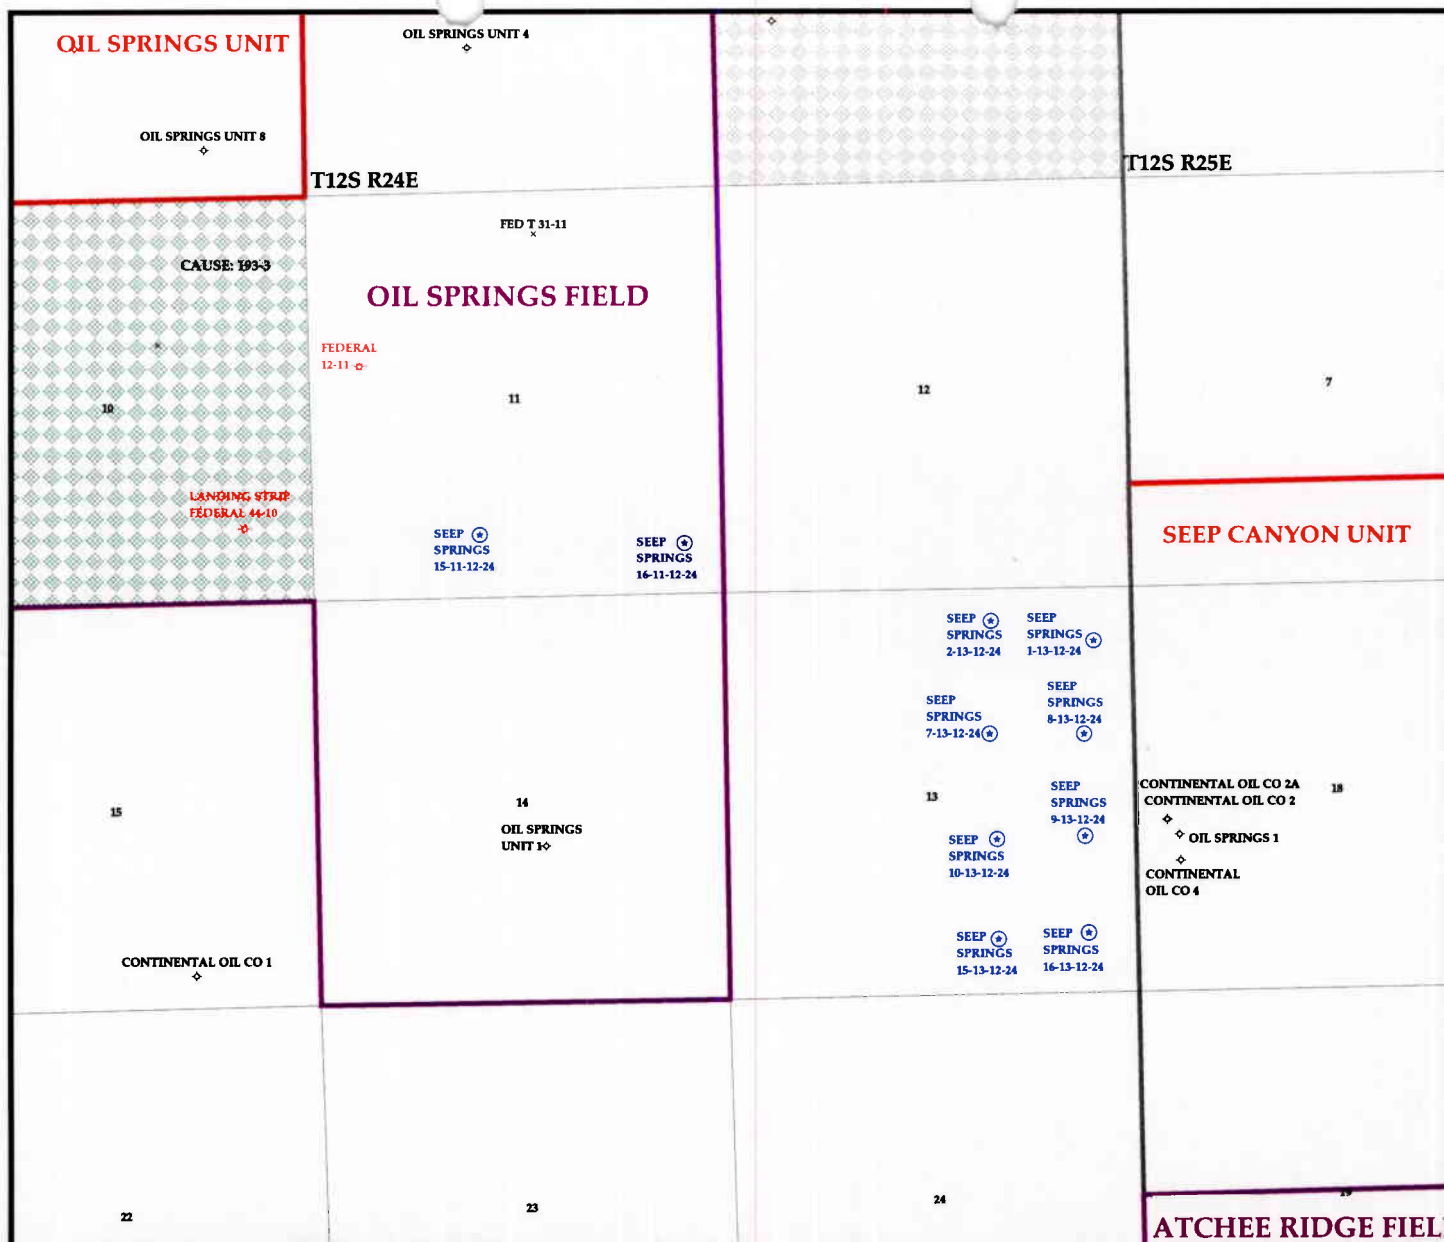 OIL SPRINGS UNIT
OIL SPRINGS UNIT 4
OIL SPRINGS UNIT 8
T12S R24E
T12S R25E
FED T 31-11
CAUSE: 193-3
OIL SPRINGS FIELD
FEDERAL
12-11
10
11
12
7
LANDING STRIP
FEDERAL 44-10
SEEP
SPRINGS
15-11-12-24
SEEP
SPRINGS
16-11-12-24
SEEP CANYON UNIT
SEEP
SPRINGS
2-13-12-24
SEEP
SPRINGS
1-13-12-24
SEEP
SPRINGS
7-13-12-24
SEEP
SPRINGS
8-13-12-24
15
14
OIL SPRINGS
UNIT 1
13
SEEP
SPRINGS
9-13-12-24
SEEP
SPRINGS
10-13-12-24
CONTINENTAL OIL CO 2A
CONTINENTAL OIL CO 2
18
OIL SPRINGS 1
CONTINENTAL
OIL CO 4
SEEP
SPRINGS
15-13-12-24
SEEP
SPRINGS
16-13-12-24
CONTINENTAL OIL CO 1
22
23
24
19
ATCHEE RIDGE FIEL